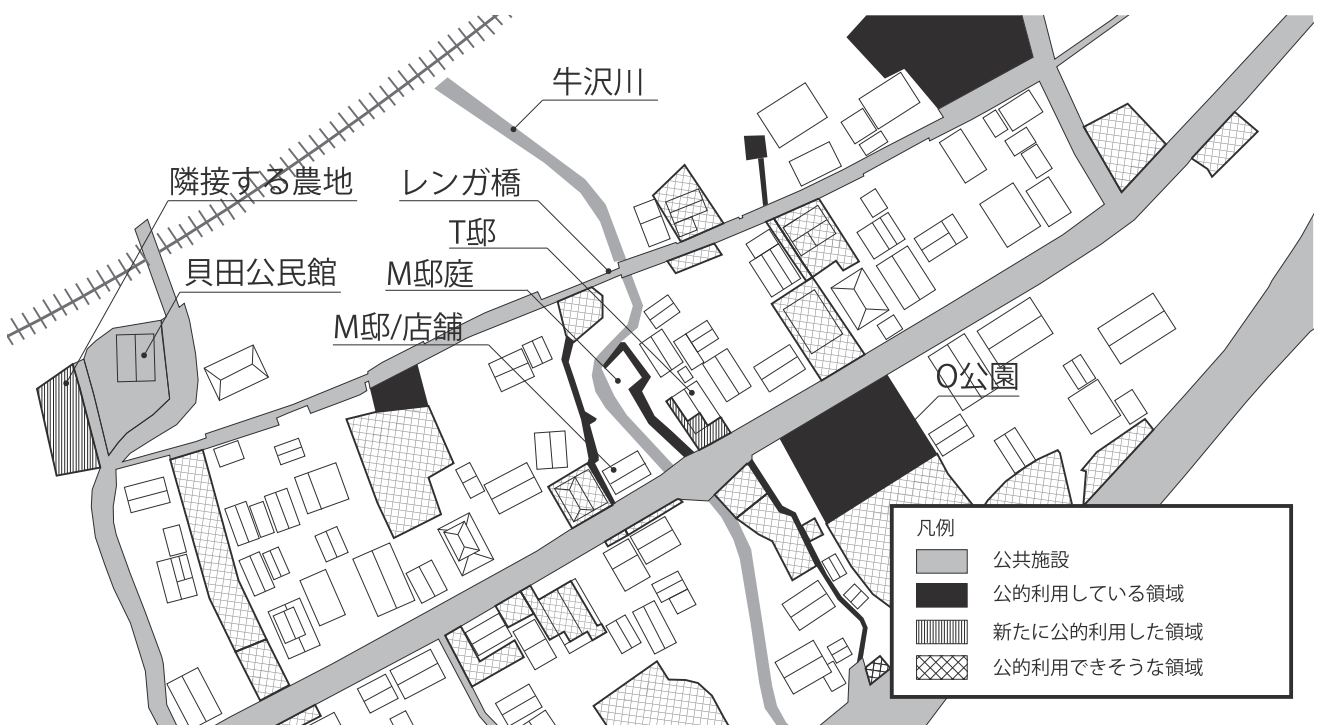 牛沢川
隣接する農地
レンガ橋
T邸
貝田公民館
M邸庭
M邸/店舗
O公園
凡例
公共施設
公的利用している領域
新たに公的利用した領域
公的利用できそうな領域